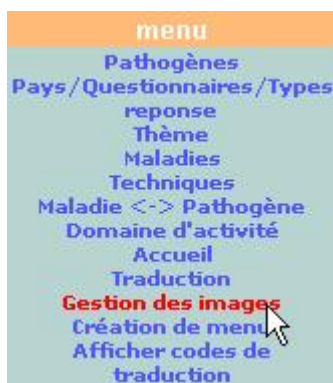 menu
Pathogènes
Pays/Questionnaires/Types
reponse
Thème
Maladies
Techniques
Maladie <-> Pathogène
Domaine d'activité
Accueil
Traduction
Gestion des images
Création de menu
Afficher codes de
traduction